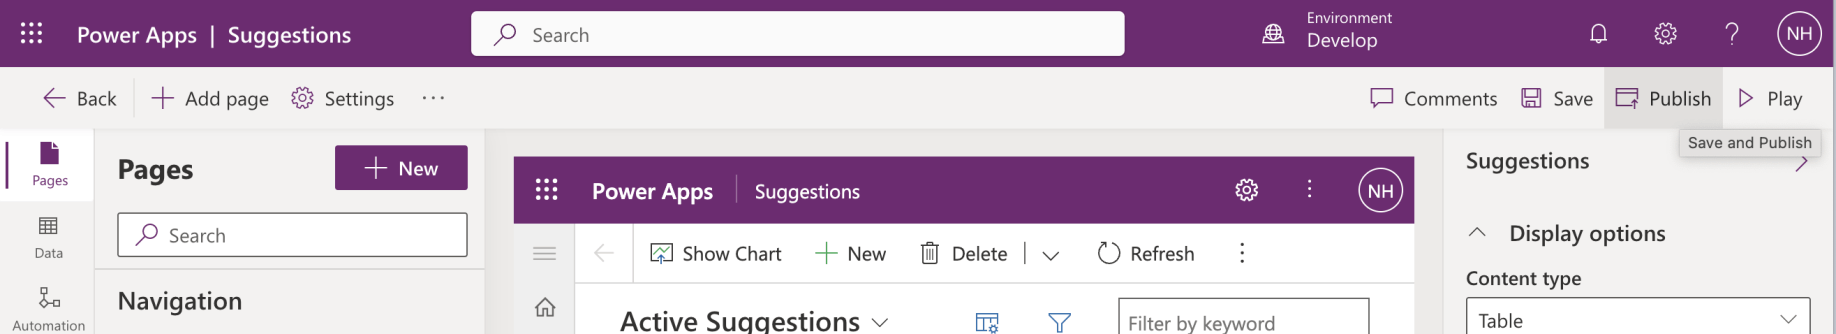 Power Apps | Suggestions
Search
Environment
Develop
NH
Back
Add page
Settings
Comments
Save
Publish
Play
Save and Publish
Pages
Data
Automation
Pages
New
Search
Navigation
Power Apps
Suggestions
NH
Show Chart
New
Delete
Refresh
Active Suggestions
Filter by keyword
Suggestions
Display options
Content type
Table